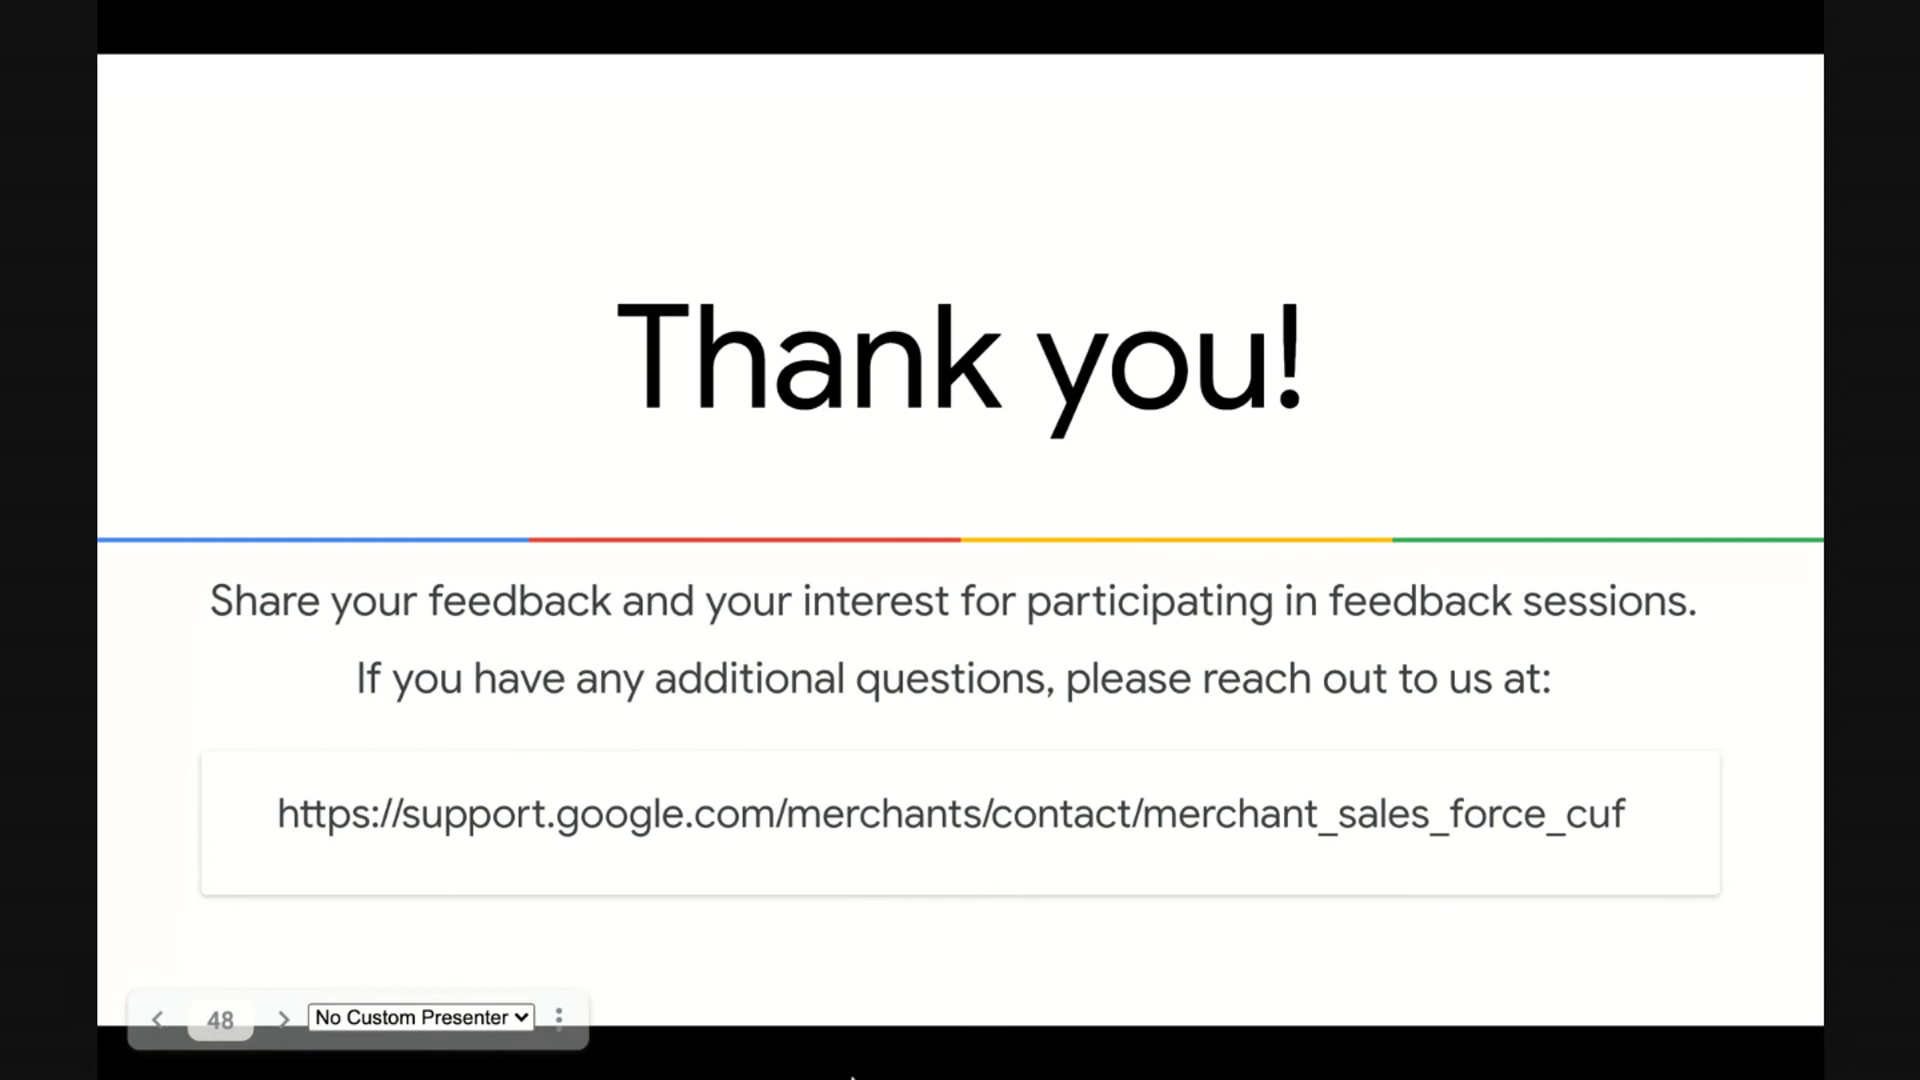 Thank you!
Share your feedback and your interest for participating in feedback sessions.
If you have any additional questions, please reach out to us at:
https://support.google.com/merchants/contact/merchant_sales_force_cuf
48 No Custom Presenter